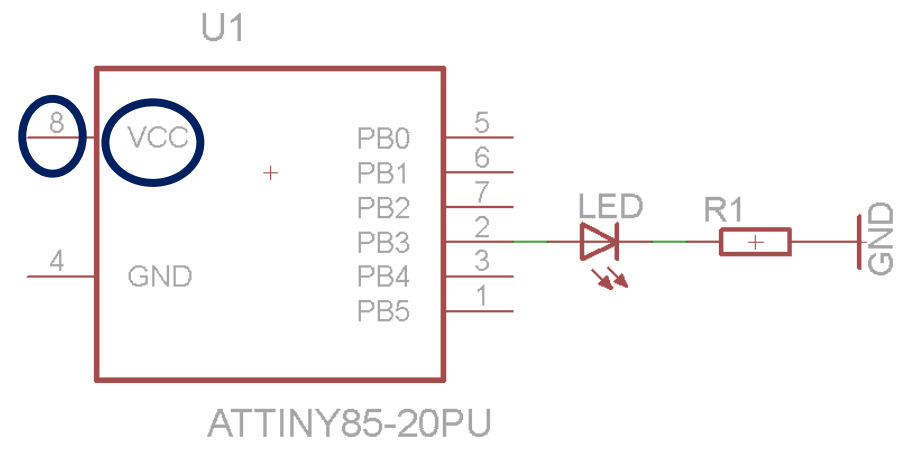 U1
8 VCC
PB0 5
PB1 6
PB2 7
PB3 2
LED
R1
GND
4 GND
PB4 3
PB5 1
ATTINY85-20PU